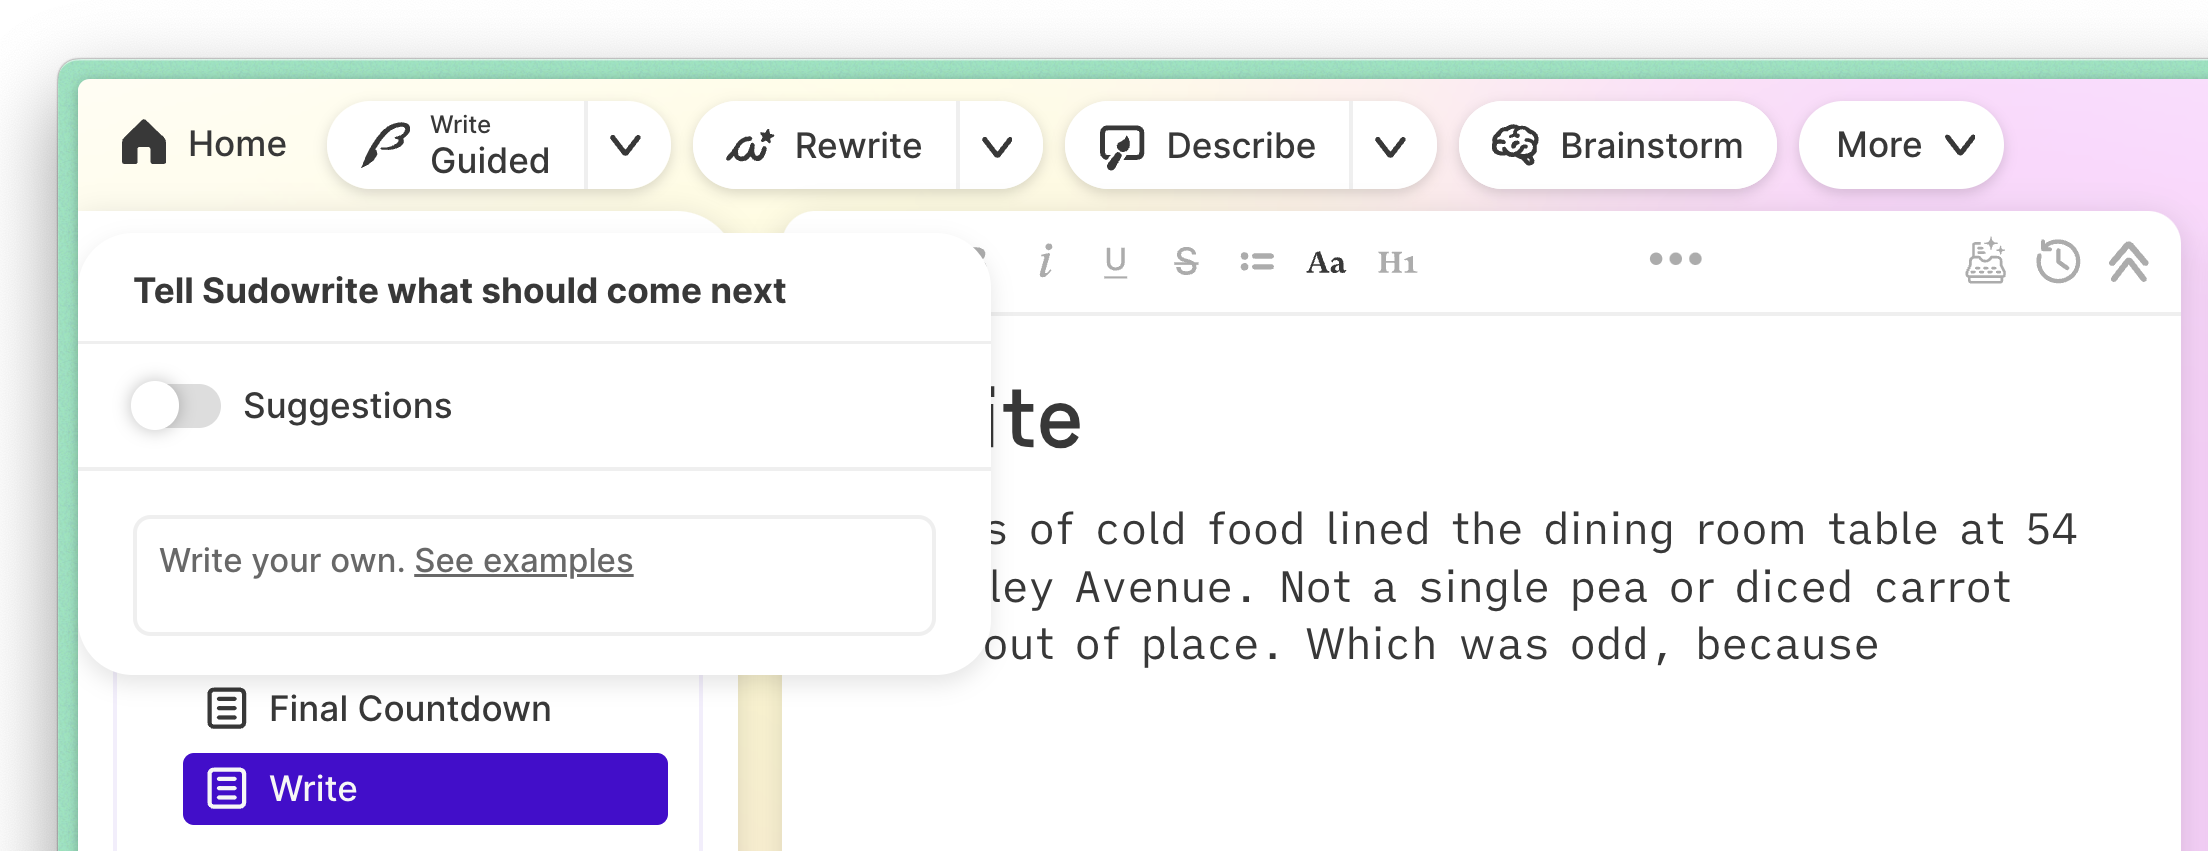 Home
Write
Guided
Rewrite
Describe
Brainstorm
More
Tell Sudowrite what should come next
i U S Aa H1
Suggestions
Write your own. See examples
ite
s of cold food lined the dining room table at 54
ley Avenue. Not a single pea or diced carrot
out of place. Which was odd, because
Final Countdown
Write